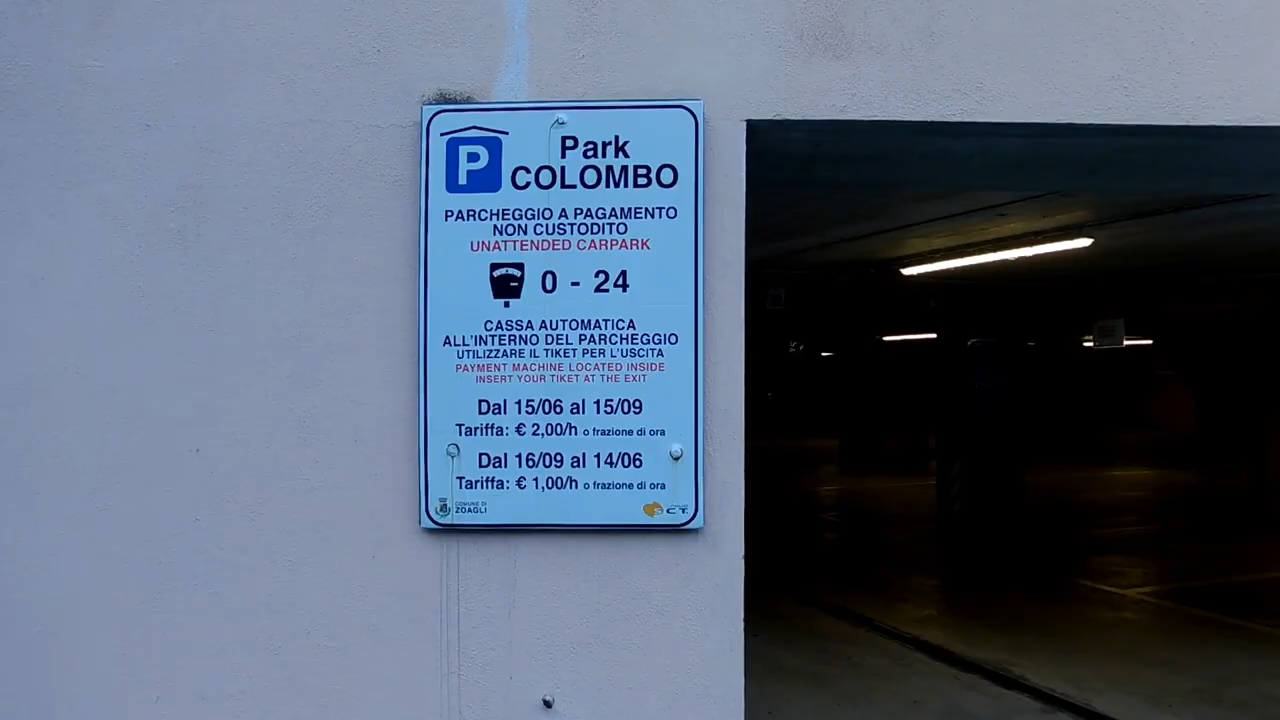 P
Park
COLOMBO
PARCHEGGIO A PAGAMENTO
NON CUSTODITO
UNATTENDED CARPARK
0 - 24
CASSA AUTOMATICA
ALL'INTERNO DEL PARCHEGGIO
UTILIZZARE IL TIKET PER L'USCITA
PAYMENT MACHINE LOCATED INSIDE
INSERT YOUR TIKET AT THE EXIT
Dal 15/06 al 15/09
Tariffa: € 2,00/h o frazione di ora
Dal 16/09 al 14/06
Tariffa: € 1,00/h o frazione di ora
COMUNE DI
ZOAGLI
S.C.T.